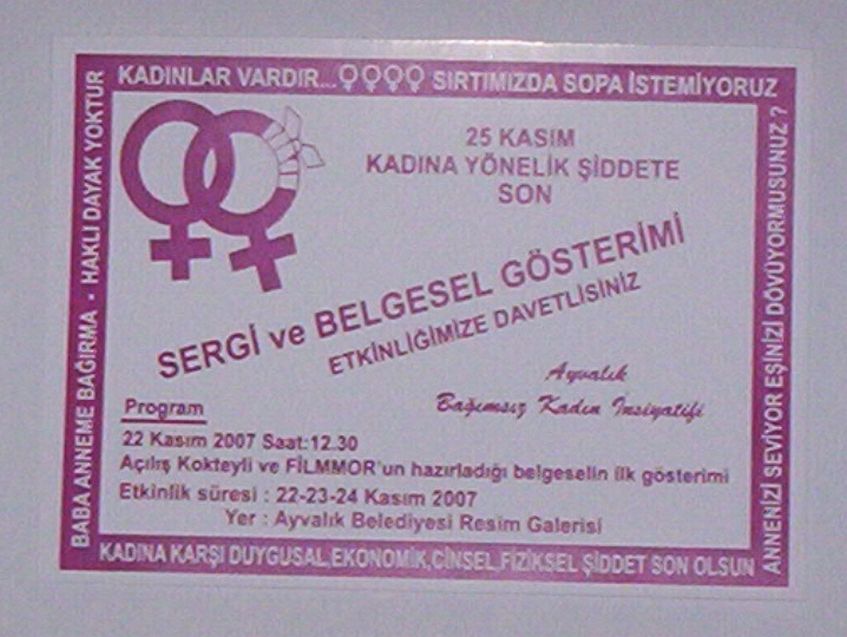 KADINLAR VARDIR... ♀♀♀♀ SIRTIMIZDA SOPA İSTEMİYORUZ
BABA ANNEME BAĞIRMA - HAKLI DAYAK YOKTUR
25 KASIM
KADINA YÖNELİK ŞİDDETE
SON
SERGİ ve BELGESEL GÖSTERİMİ
ETKİNLİĞİMİZE DAVETLİSİNİZ
Ayvalık
Bağımsız Kadın İnsiyatifi
Program
22 Kasım 2007 Saat:12.30
Açılış Kokteyli ve FİLMMOR'un hazırladığı belgeselin ilk gösterimi
Etkinlik süresi : 22-23-24 Kasım 2007
Yer : Ayvalık Belediyesi Resim Galerisi
ANNENİZİ SEVİYOR EŞİNİZİ DÖVÜYORMUSUNUZ ?
KADINA KARŞI DUYGUSAL,EKONOMİK,CİNSEL,FİZİKSEL ŞİDDET SON OLSUN